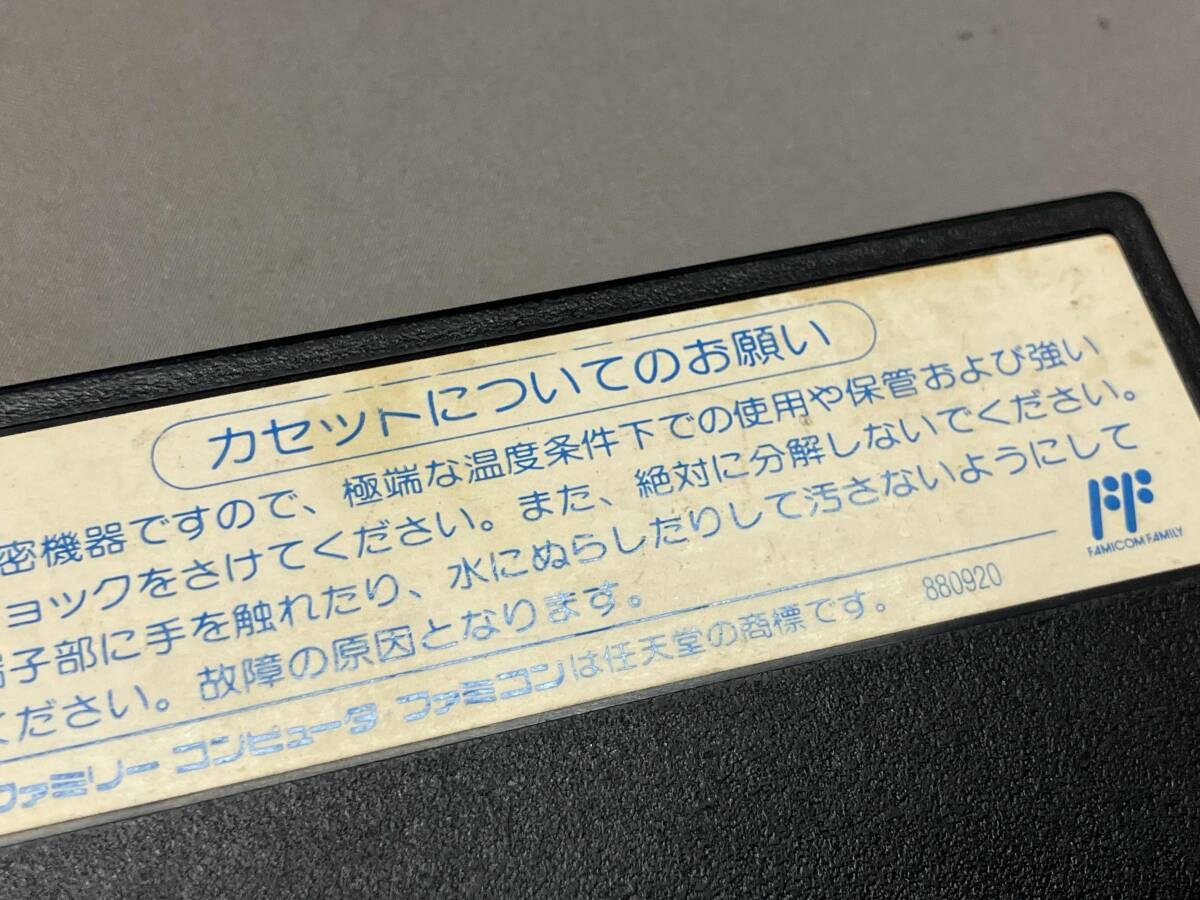 カセットについてのお願い
密機器ですので、極端な温度条件下での使用や保管および強い
ョックをさけてください。また、絶対に分解しないでください。
子部に手を触れたり、水にぬらしたりして汚さないようにして
ください。故障の原因となります。
FAMICOM FAMILY
ファミリーコンピュータ ファミコンは任天堂の商標です。 880920